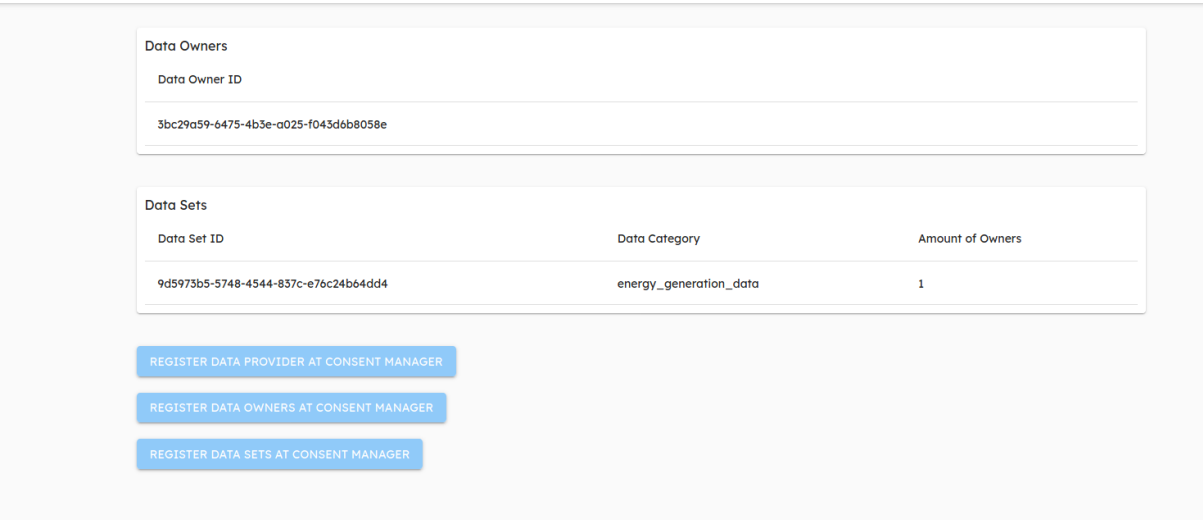 Data Owners
Data Owner ID
3bc29a59-6475-4b3e-a025-f043d6b8058e
Data Sets
Data Set ID Data Category Amount of Owners
9d5973b5-5748-4544-837c-e76c24b64dd4 energy_generation_data 1
REGISTER DATA PROVIDER AT CONSENT MANAGER
REGISTER DATA OWNERS AT CONSENT MANAGER
REGISTER DATA SETS AT CONSENT MANAGER